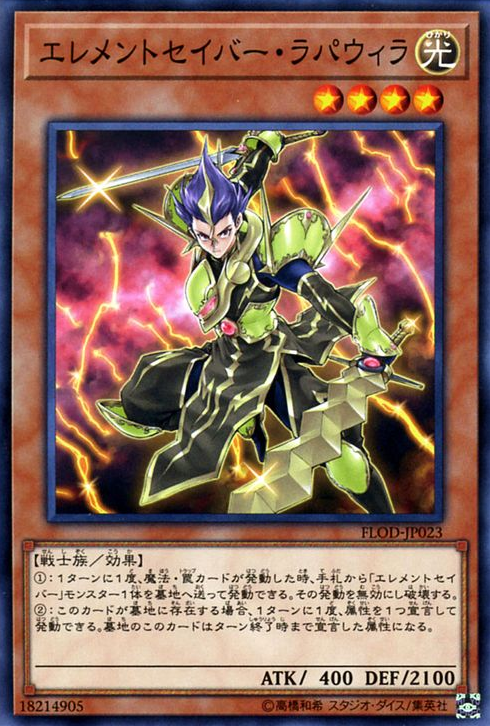 エレメントセイバー・ラパウィラ
光
FLOD-JP023
【戦士族／効果】
①：1ターンに1度、魔法・罠カードが発動した時、手札から「エレメントセイ
バー」モンスター1体を墓地へ送って発動できる。その発動を無効にし破壊する。
②：このカードが墓地に存在する場合、1ターンに1度、属性を1つ宣言して
発動できる。墓地のこのカードはターン終了時まで宣言した属性になる。
ATK/ 400 DEF/2100
18214905
©高橋和希 スタジオ・ダイス/集英社